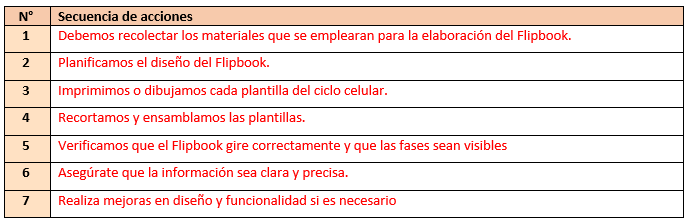 N° Secuencia de acciones
1 Debemos recolectar los materiales que se emplearan para la elaboración del Flipbook.
2 Planificamos el diseño del Flipbook.
3 Imprimimos o dibujamos cada plantilla del ciclo celular.
4 Recortamos y ensamblamos las plantillas.
5 Verificamos que el Flipbook gire correctamente y que las fases sean visibles
6 Asegúrate que la información sea clara y precisa.
7 Realiza mejoras en diseño y funcionalidad si es necesario